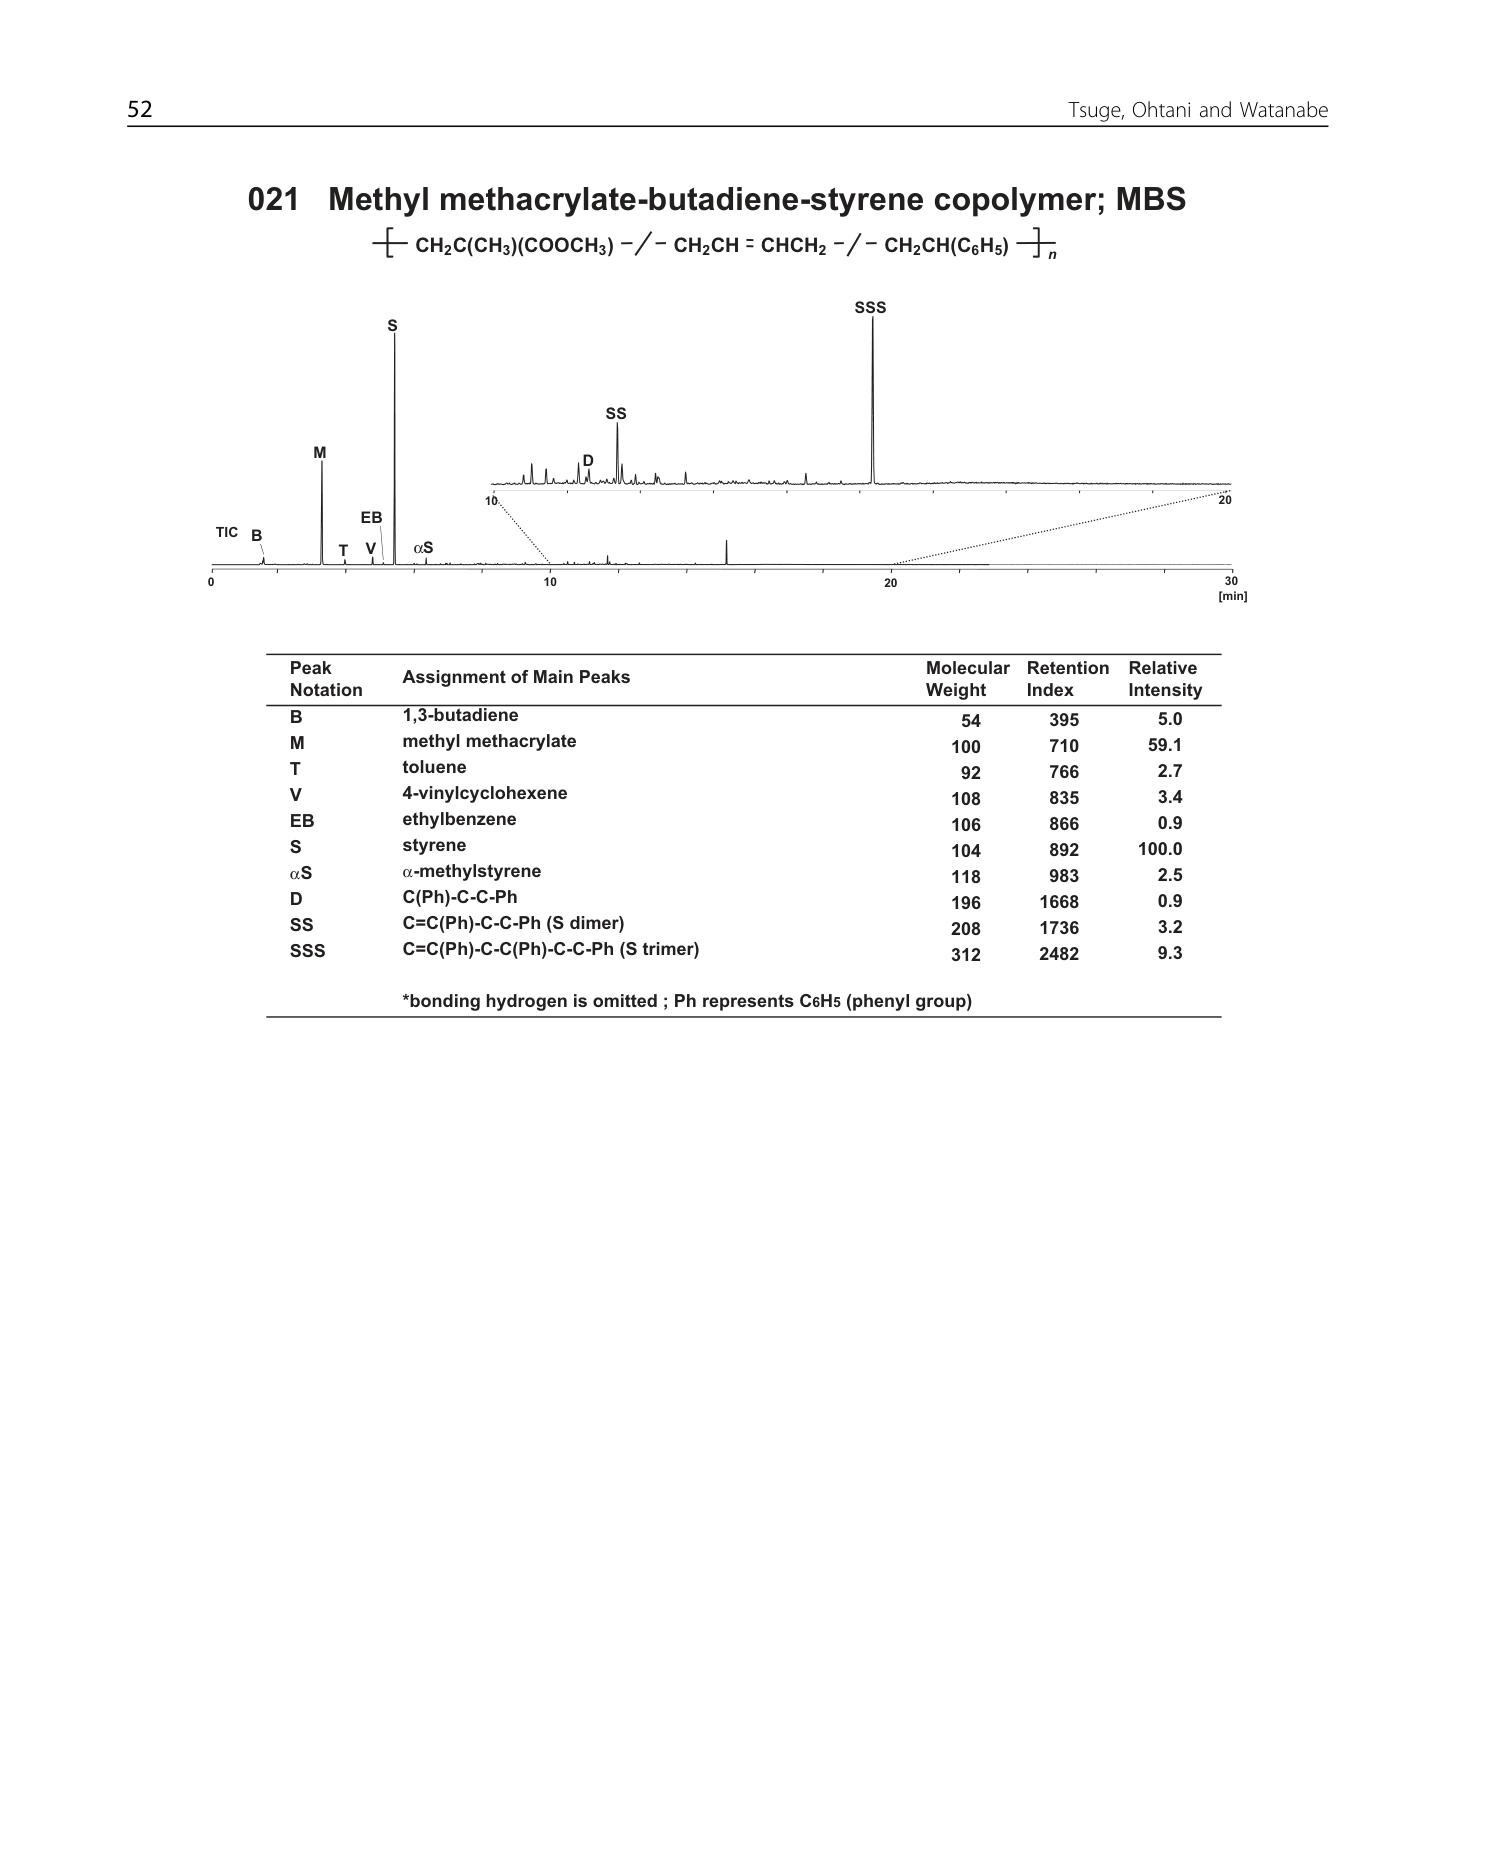 52 Tsuge, Ohtani and Watanabe
021 Methyl methacrylate-butadiene-styrene copolymer; MBS
[ CH2C(CH3)(COOCH3) –/– CH2CH = CHCH2 –/– CH2CH(C6H5) ]n
SSS
S
SS
M
D
10 20
EB
TIC B
T V αS
0 10 20 30
[min]
Peak Notation Assignment of Main Peaks Molecular Weight Retention Index Relative Intensity
B 1,3-butadiene 54 395 5.0
M methyl methacrylate 100 710 59.1
T toluene 92 766 2.7
V 4-vinylcyclohexene 108 835 3.4
EB ethylbenzene 106 866 0.9
S styrene 104 892 100.0
αS α-methylstyrene 118 983 2.5
D C(Ph)-C-C-Ph 196 1668 0.9
SS C=C(Ph)-C-C-Ph (S dimer) 208 1736 3.2
SSS C=C(Ph)-C-C(Ph)-C-C-Ph (S trimer) 312 2482 9.3
*bonding hydrogen is omitted ; Ph represents C6H5 (phenyl group)